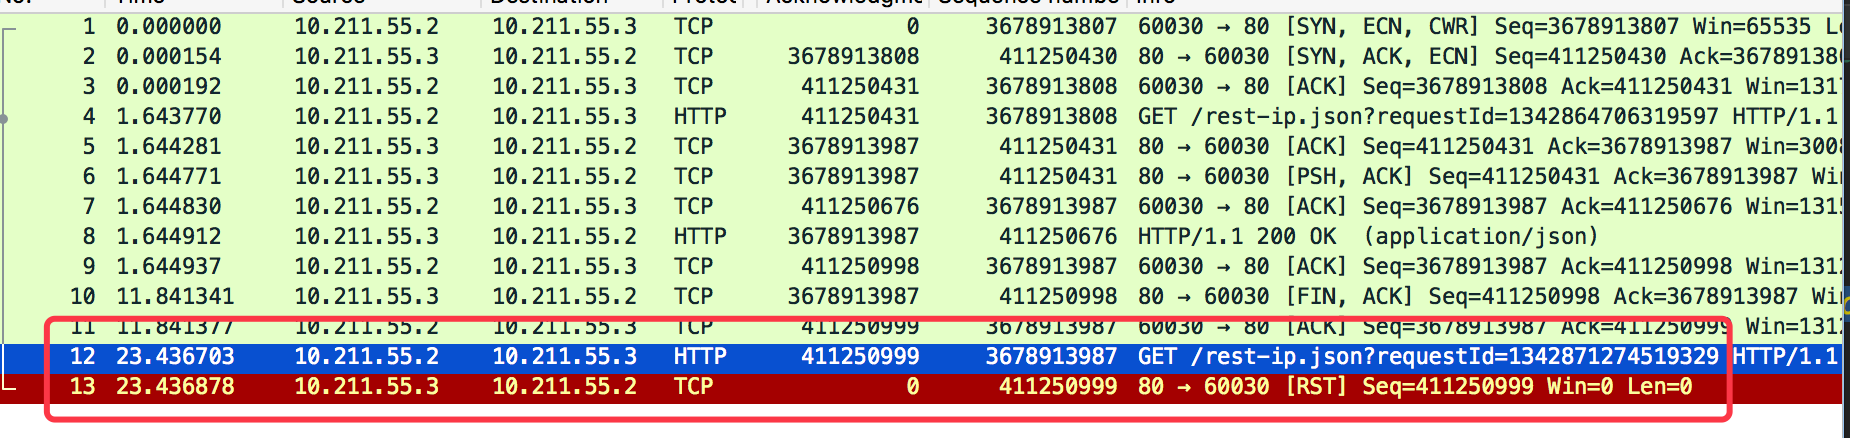 No. Time Source Destination Protoc Acknowledgme Sequence numbe Info
1 0.000000 10.211.55.2 10.211.55.3 TCP 0 3678913807 60030 → 80 [SYN, ECN, CWR] Seq=3678913807 Win=65535 Le
2 0.000154 10.211.55.3 10.211.55.2 TCP 3678913808 411250430 80 → 60030 [SYN, ACK, ECN] Seq=411250430 Ack=367891380
3 0.000192 10.211.55.2 10.211.55.3 TCP 411250431 3678913808 60030 → 80 [ACK] Seq=3678913808 Ack=411250431 Win=1317
4 1.643770 10.211.55.2 10.211.55.3 HTTP 411250431 3678913808 GET /rest-ip.json?requestId=1342864706319597 HTTP/1.1
5 1.644281 10.211.55.3 10.211.55.2 TCP 3678913987 411250431 80 → 60030 [ACK] Seq=411250431 Ack=3678913987 Win=3008
6 1.644771 10.211.55.3 10.211.55.2 TCP 3678913987 411250431 80 → 60030 [PSH, ACK] Seq=411250431 Ack=3678913987 Wi
7 1.644830 10.211.55.2 10.211.55.3 TCP 411250676 3678913987 60030 → 80 [ACK] Seq=3678913987 Ack=411250676 Win=1315
8 1.644912 10.211.55.3 10.211.55.2 HTTP 3678913987 411250676 HTTP/1.1 200 OK (application/json)
9 1.644937 10.211.55.2 10.211.55.3 TCP 411250998 3678913987 60030 → 80 [ACK] Seq=3678913987 Ack=411250998 Win=1312
10 11.841341 10.211.55.3 10.211.55.2 TCP 3678913987 411250998 80 → 60030 [FIN, ACK] Seq=411250998 Ack=3678913987 Wi
11 11.841377 10.211.55.2 10.211.55.3 TCP 411250999 3678913987 60030 → 80 [ACK] Seq=3678913987 Ack=411250999 Win=1312
12 23.436703 10.211.55.2 10.211.55.3 HTTP 411250999 3678913987 GET /rest-ip.json?requestId=1342871274519329 HTTP/1.1
13 23.436878 10.211.55.3 10.211.55.2 TCP 0 411250999 80 → 60030 [RST] Seq=411250999 Win=0 Len=0